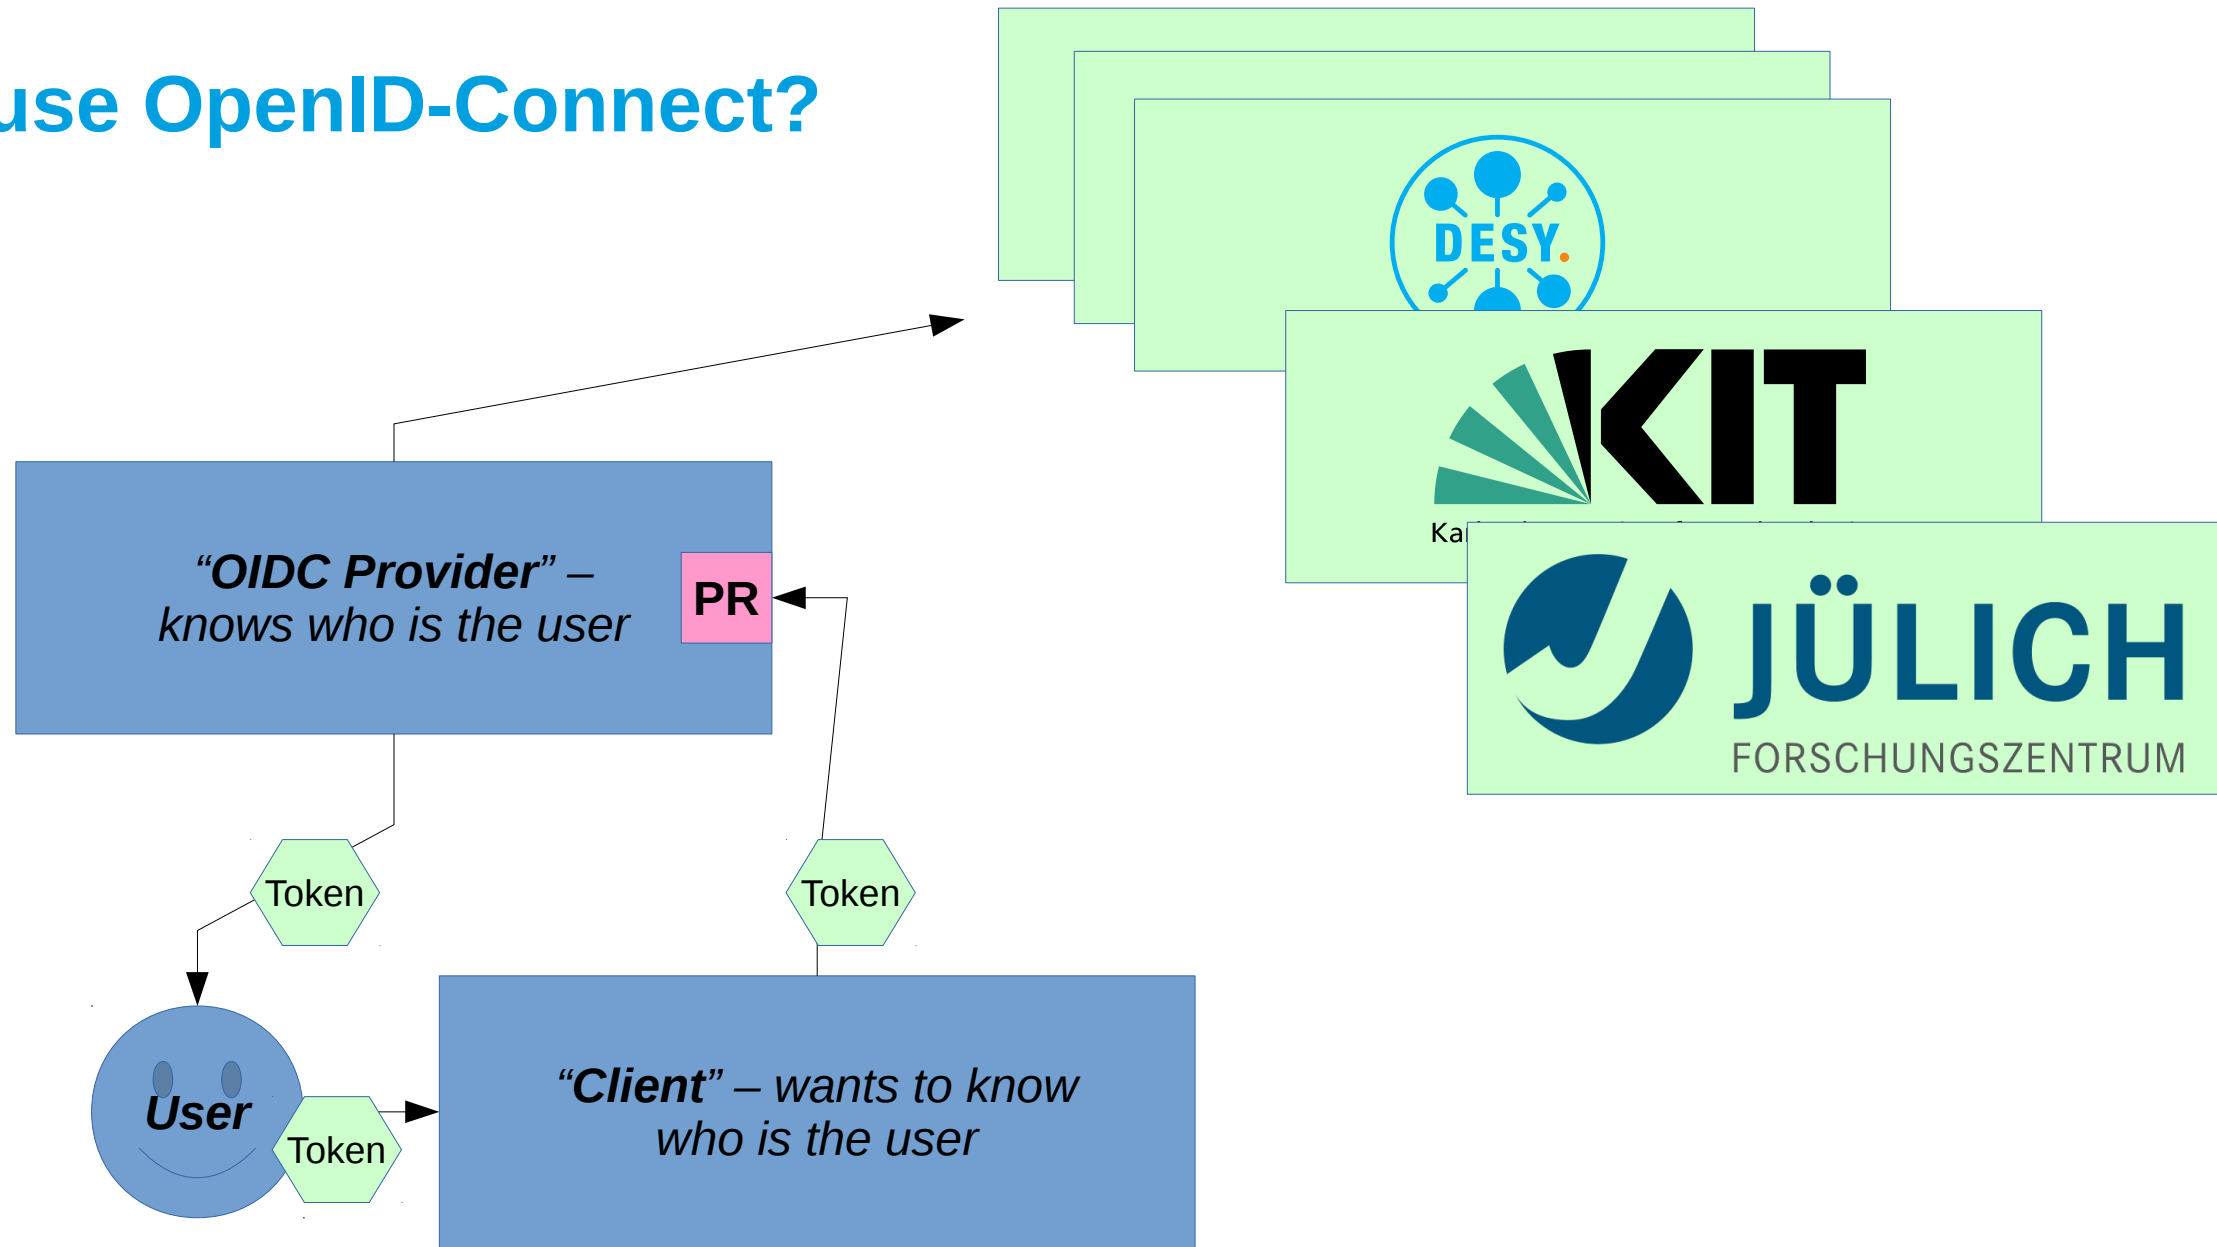 use OpenID-Connect?
DESY.
KIT
JÜLICH
FORSCHUNGSZENTRUM
“OIDC Provider” –
knows who is the user
PR
Token
Token
User
Token
“Client” – wants to know
who is the user